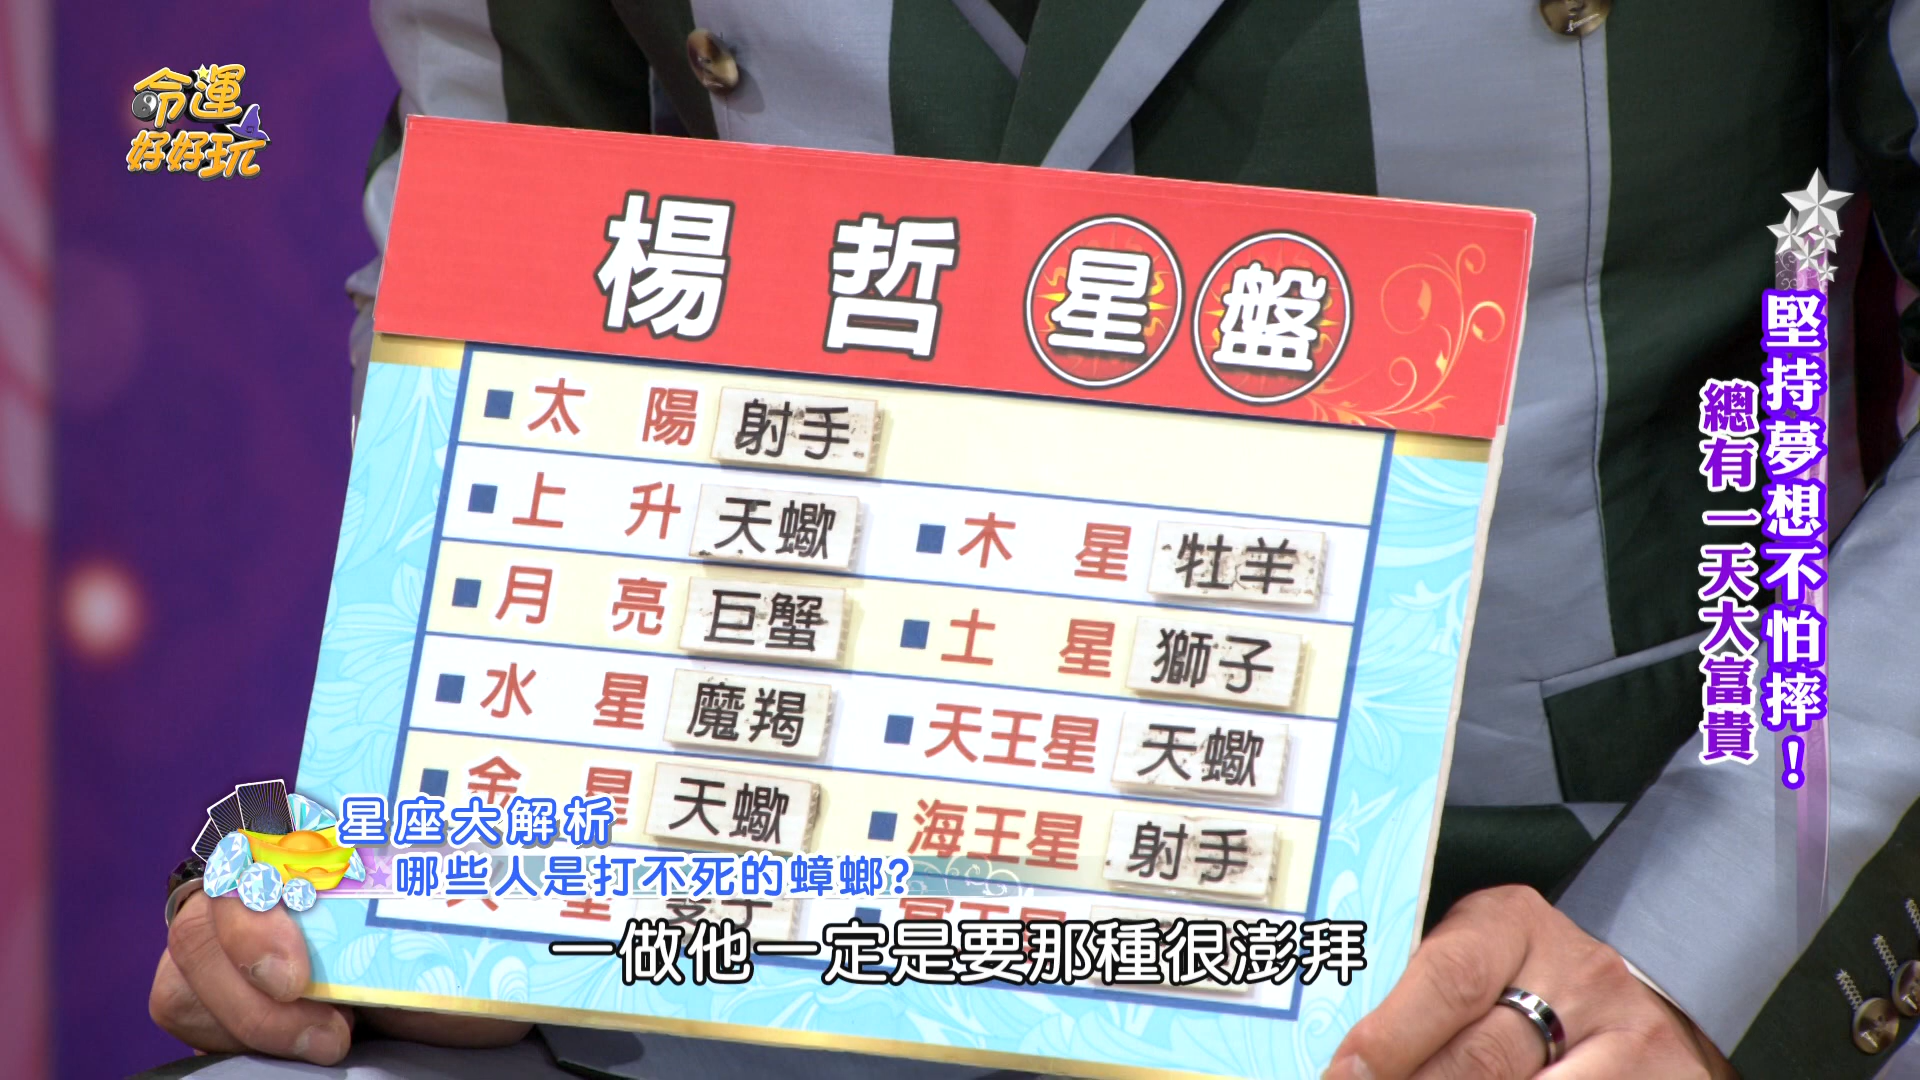 命運
好好玩
楊哲星盤
太陽 射手
上升 天蠍
木星 牡羊
月亮 巨蟹
土星 獅子
水星 魔羯
天王星 天蠍
金星 天蠍
海王星 射手
星
堅持夢想不怕摔！
總有一天大富貴
星座大解析
哪些人是打不死的蟑螂?
一做他一定是要那種很澎拜